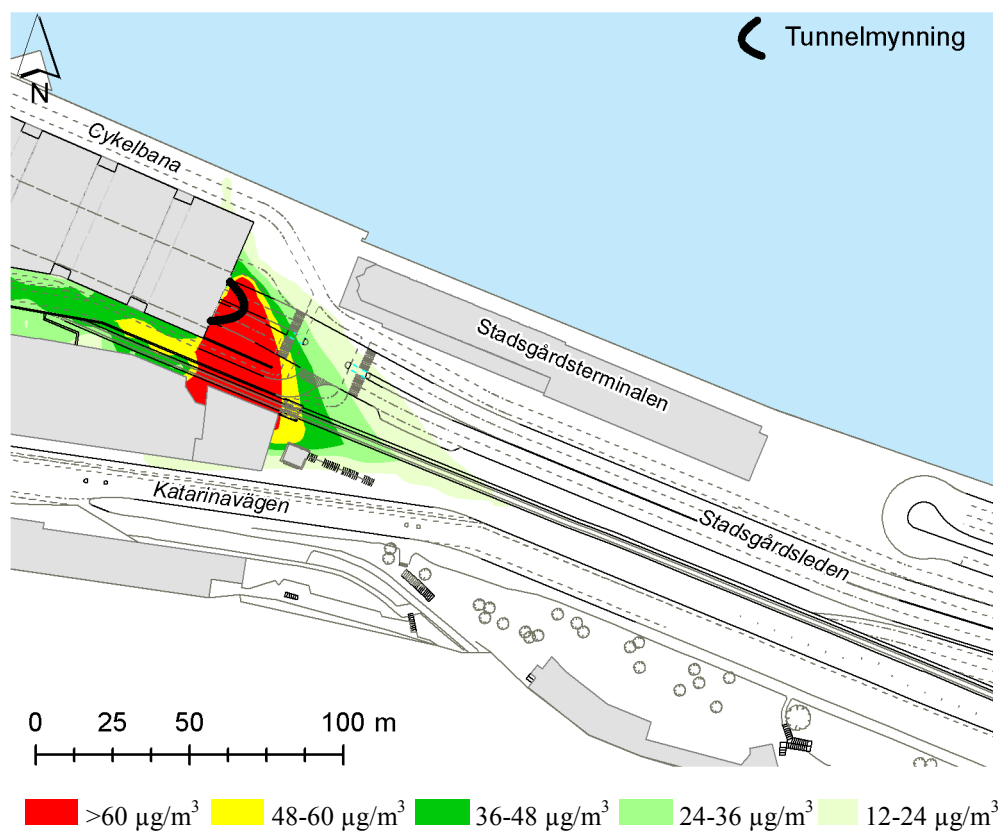 Tunnelmynning
N
Cykelbana
Stadsgårdsterminalen
Katarinavägen
Stadsgårdsleden
0 25 50 100 m
>60 µg/m³ 48-60 µg/m³ 36-48 µg/m³ 24-36 µg/m³ 12-24 µg/m³